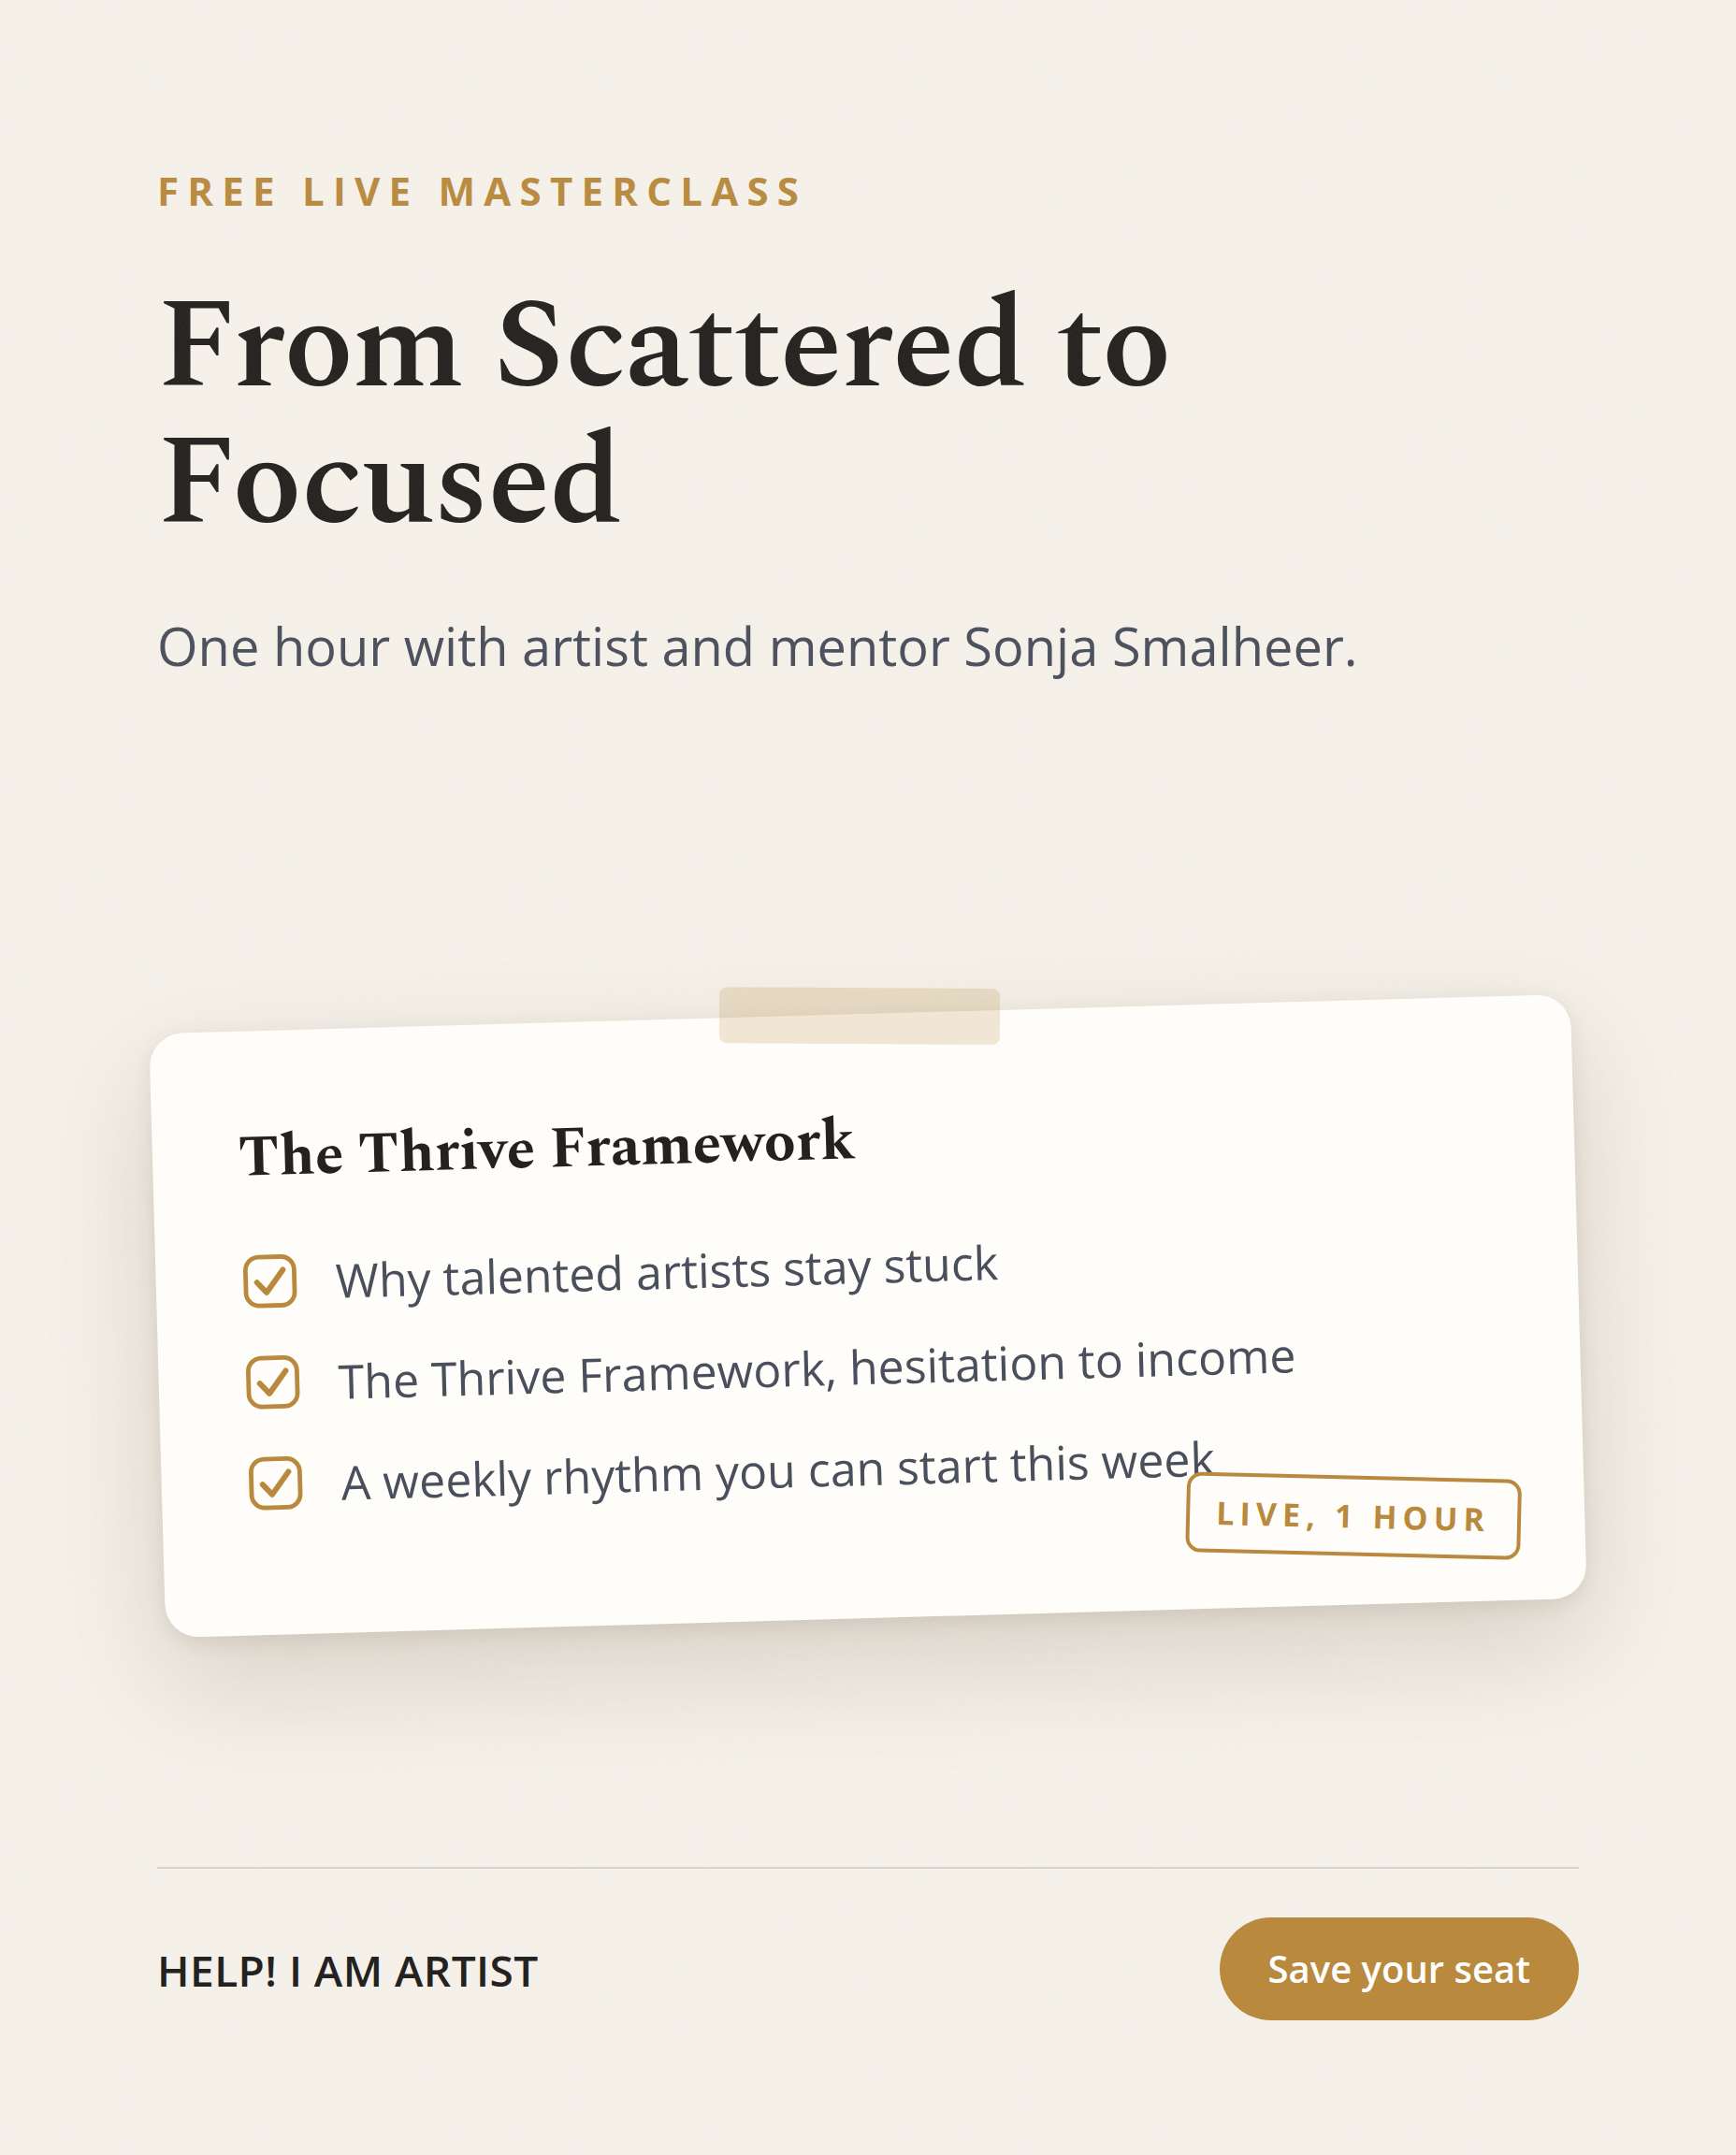 FREE LIVE MASTERCLASS
From Scattered to
Focused
One hour with artist and mentor Sonja Smalheer.
The Thrive Framework
Why talented artists stay stuck
The Thrive Framework, hesitation to income
A weekly rhythm you can start this week
LIVE, 1 HOUR
HELP! I AM ARTIST
Save your seat